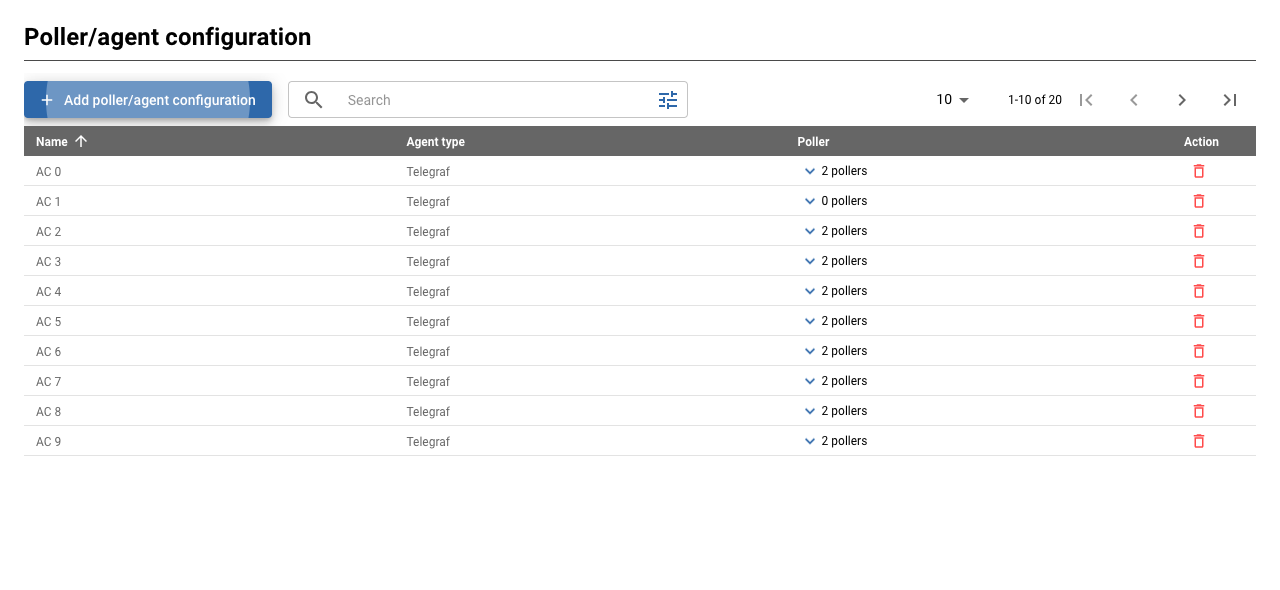 Poller/agent configuration
Add poller/agent configuration
Search
10
1-10 of 20
Name Agent type Poller Action
AC 0 Telegraf 2 pollers
AC 1 Telegraf 0 pollers
AC 2 Telegraf 2 pollers
AC 3 Telegraf 2 pollers
AC 4 Telegraf 2 pollers
AC 5 Telegraf 2 pollers
AC 6 Telegraf 2 pollers
AC 7 Telegraf 2 pollers
AC 8 Telegraf 2 pollers
AC 9 Telegraf 2 pollers